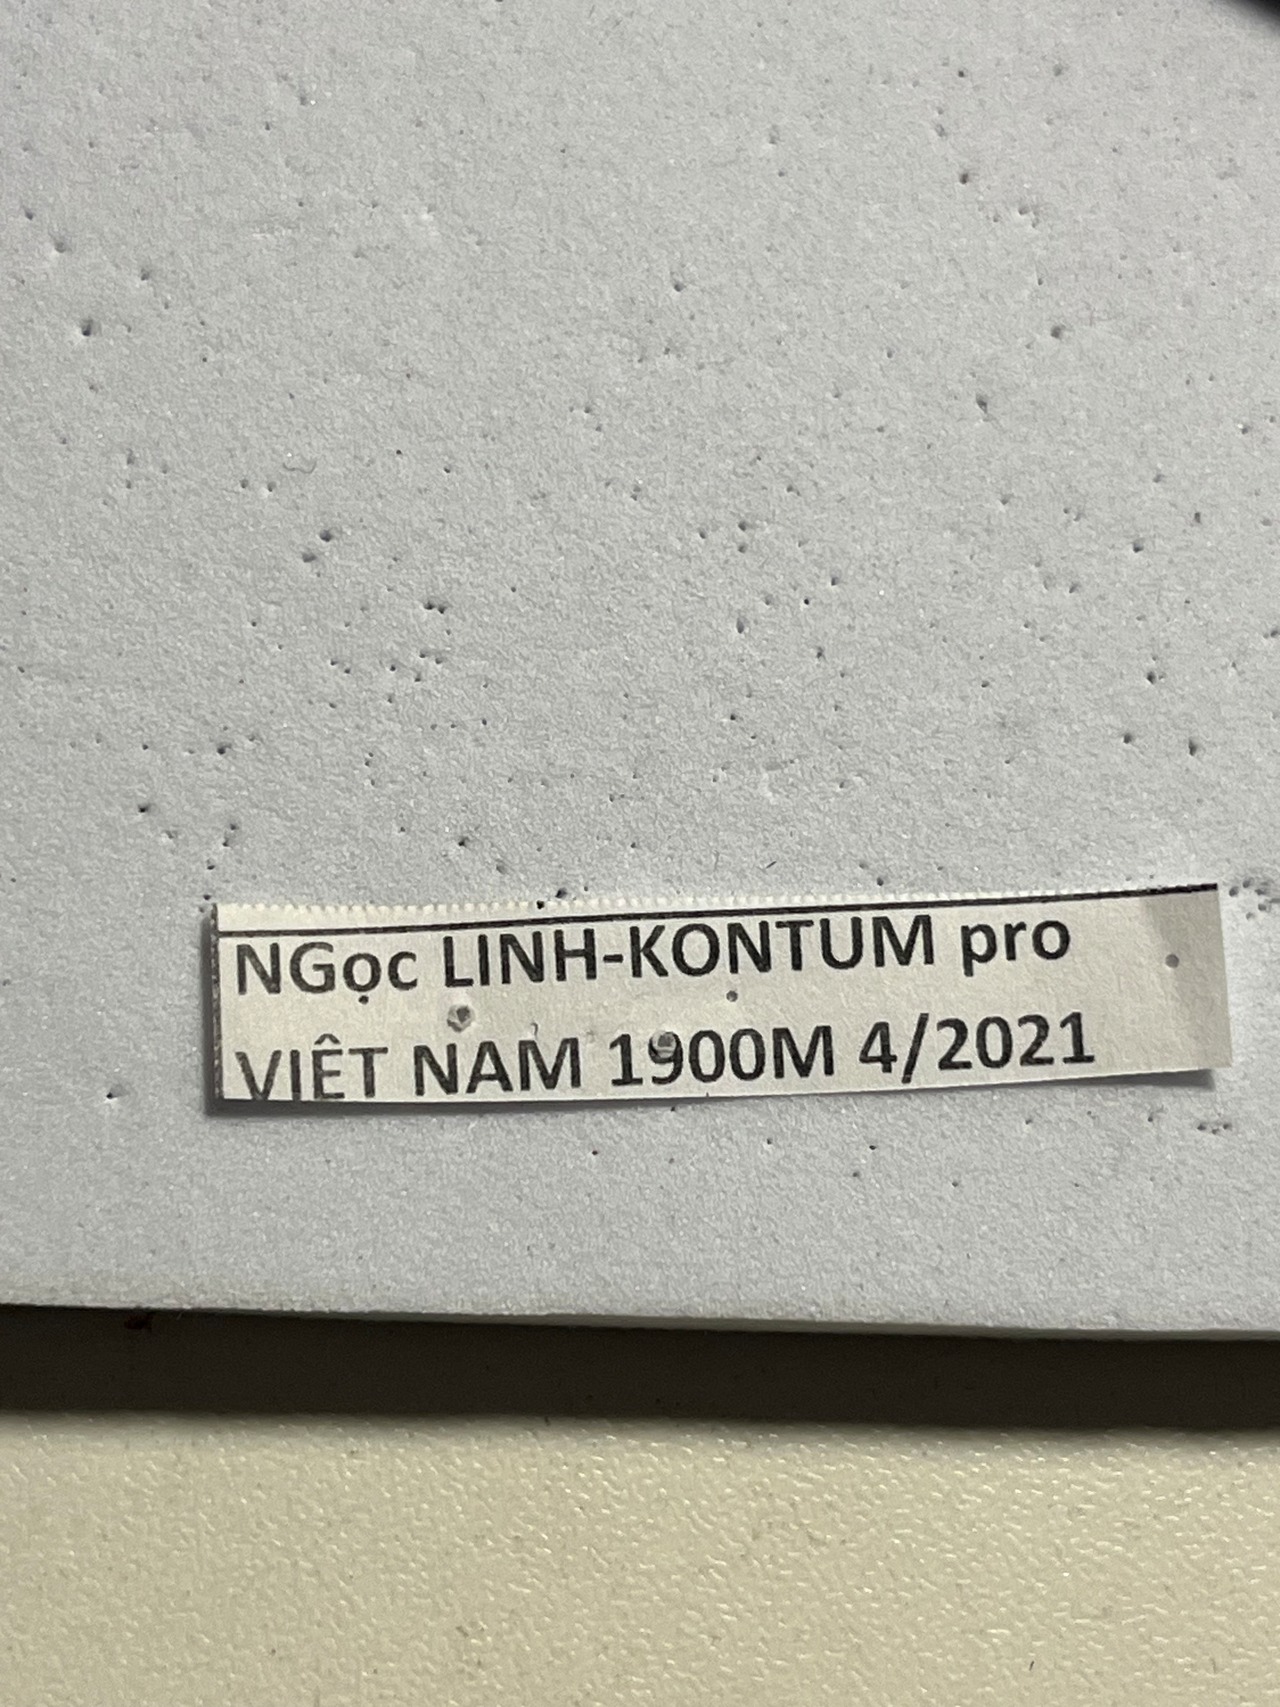 NGọc LINH-KONTUM pro
VIÊT NAM 1900M 4/2021